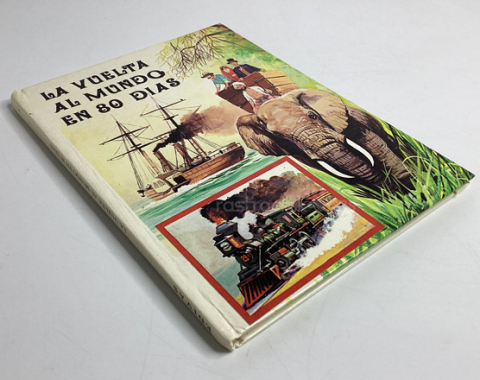 LA VUELTA
AL MUNDO
EN 80 DIAS